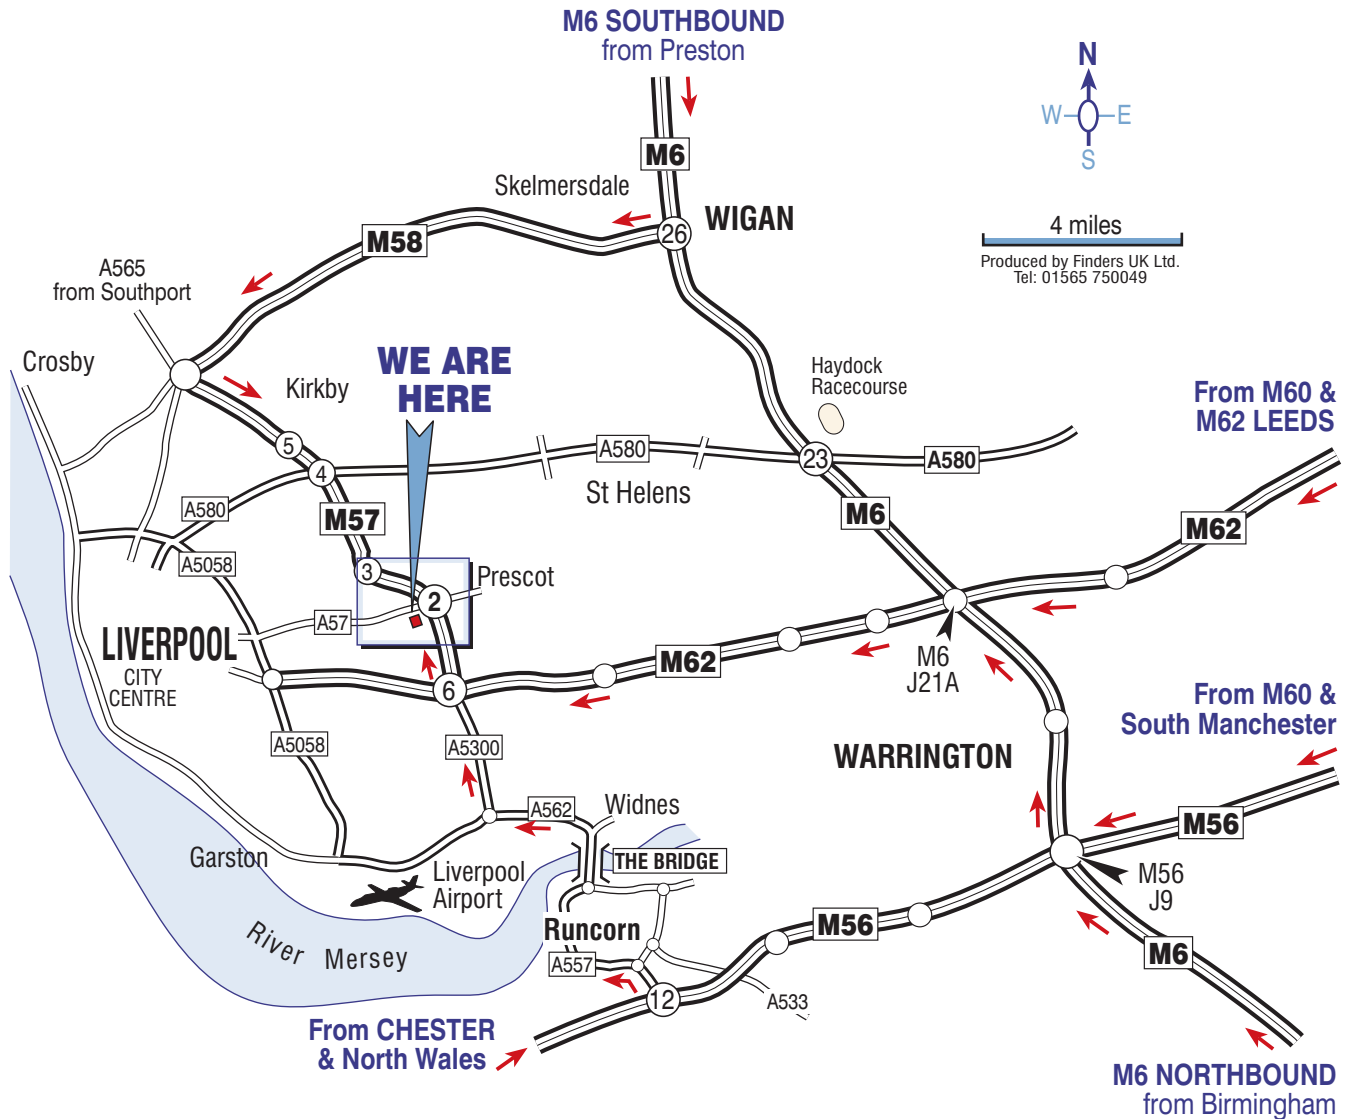 M6 SOUTHBOUND
from Preston
N
W
E
S
M6
Skelmersdale
WIGAN
26
4 miles
Produced by Finders UK Ltd.
Tel: 01565 750049
M58
A565
from Southport
Crosby
Kirkby
WE ARE
HERE
Haydock
Racecourse
From M60 &
M62 LEEDS
5
4
A580
23
A580
St Helens
A580
M57
M6
M62
A5058
3
Prescot
2
A57
LIVERPOOL
CITY
CENTRE
M62
M6
J21A
6
From M60 &
South Manchester
A5058
A5300
WARRINGTON
A562
Widnes
M56
Garston
Liverpool
Airport
THE BRIDGE
M56
J9
River Mersey
Runcorn
M56
M6
A557
12
A533
From CHESTER
& North Wales
M6 NORTHBOUND
from Birmingham